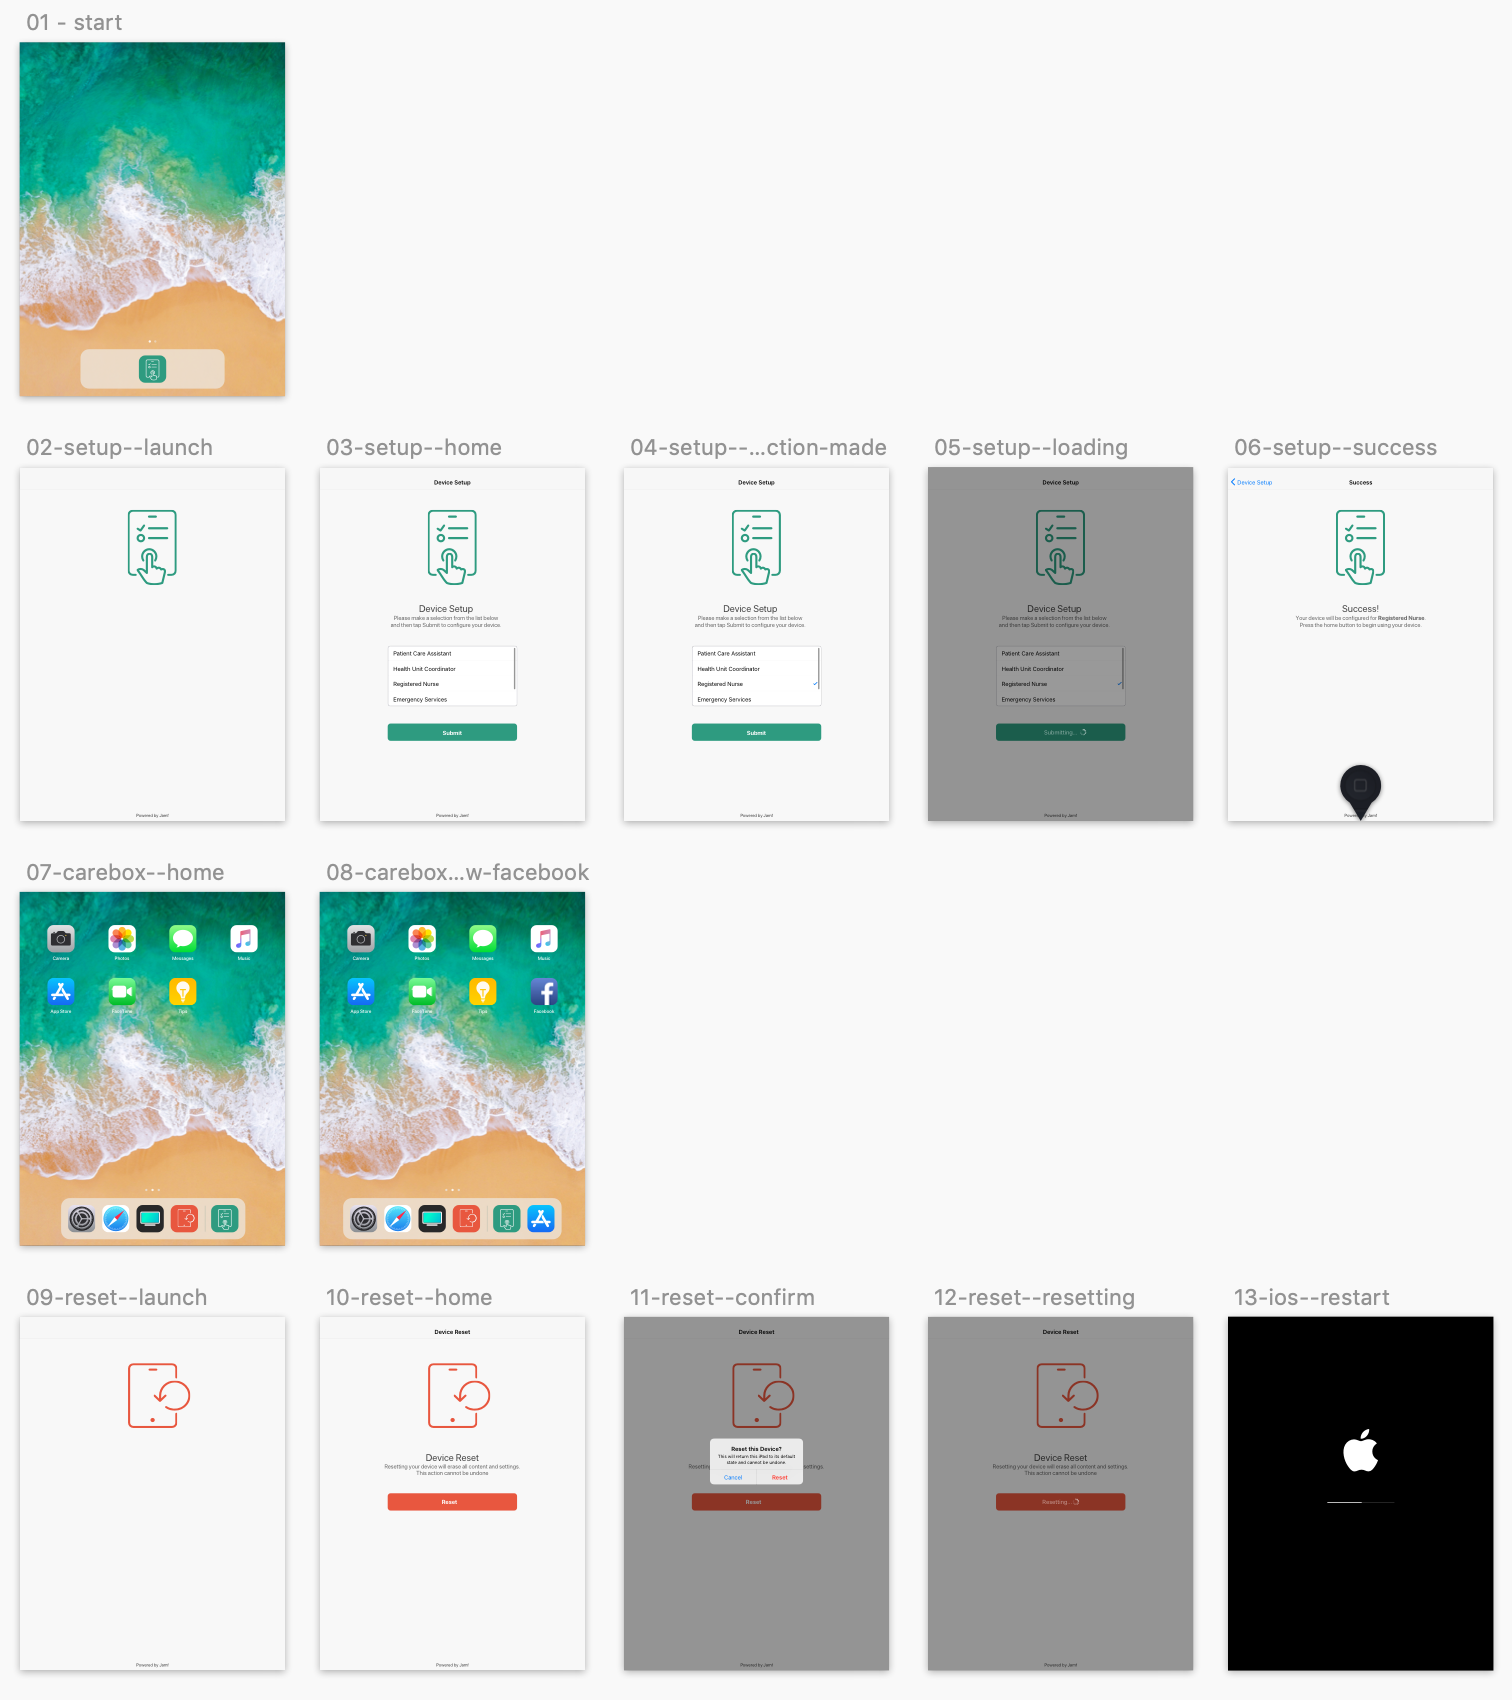 01 - start
02-setup--launch
Powered by Jamf
03-setup--home
Device Setup
Device Setup
Please make a selection from the list below
and then tap Submit to configure your device.
Patient Care Assistant
Health Unit Coordinator
Registered Nurse
Emergency Services
Submit
Powered by Jamf
04-setup--...ction-made
Device Setup
Device Setup
Please make a selection from the list below
and then tap Submit to configure your device.
Patient Care Assistant
Health Unit Coordinator
Registered Nurse
Emergency Services
Submit
Powered by Jamf
05-setup--loading
Device Setup
Device Setup
Please make a selection from the list below
and then tap Submit to configure your device.
Patient Care Assistant
Health Unit Coordinator
Registered Nurse
Emergency Services
Submitting...
Powered by Jamf
06-setup--success
Device Setup
Success
Success!
Your device will be configured for Registered Nurse.
Press the home button to begin using your device.
07-carebox--home
Camera
Photos
Messages
Music
App Store
FaceTime
Tips
08-carebox...w-facebook
Camera
Photos
Messages
Music
App Store
FaceTime
Tips
Facebook
09-reset--launch
Powered by Jamf
10-reset--home
Device Reset
Device Reset
Resetting your device will erase all content and settings.
This action cannot be undone
Reset
Powered by Jamf
11-reset--confirm
Device Reset
Reset this Device?
This will return this iPad to its default
state and cannot be undone.
Cancel
Reset
Reset
Powered by Jamf
12-reset--resetting
Device Reset
Device Reset
Resetting your device will erase all content and settings.
This action cannot be undone
Resetting...
Powered by Jamf
13-ios--restart